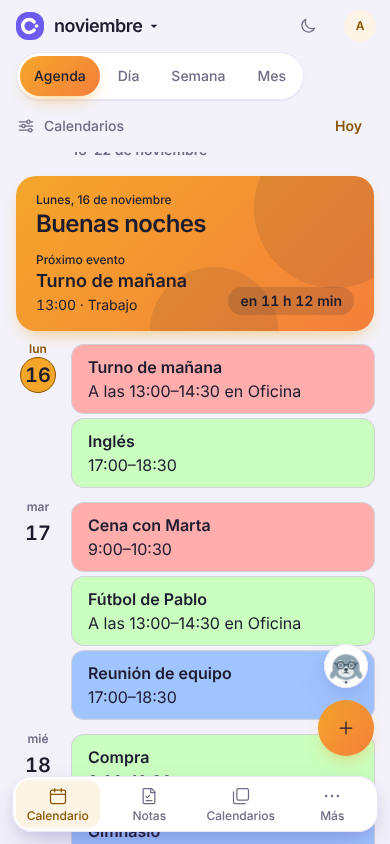 noviembre
A
Agenda
Día
Semana
Mes
Calendarios
Hoy
Lunes, 16 de noviembre
Buenas noches
Próximo evento
Turno de mañana
13:00 · Trabajo
en 11 h 12 min
lun
16
Turno de mañana
A las 13:00–14:30 en Oficina
Inglés
17:00–18:30
mar
17
Cena con Marta
9:00–10:30
Fútbol de Pablo
A las 13:00–14:30 en Oficina
Reunión de equipo
17:00–18:30
mié
18
Compra
Gimnasio
Calendario
Notas
Calendarios
Más